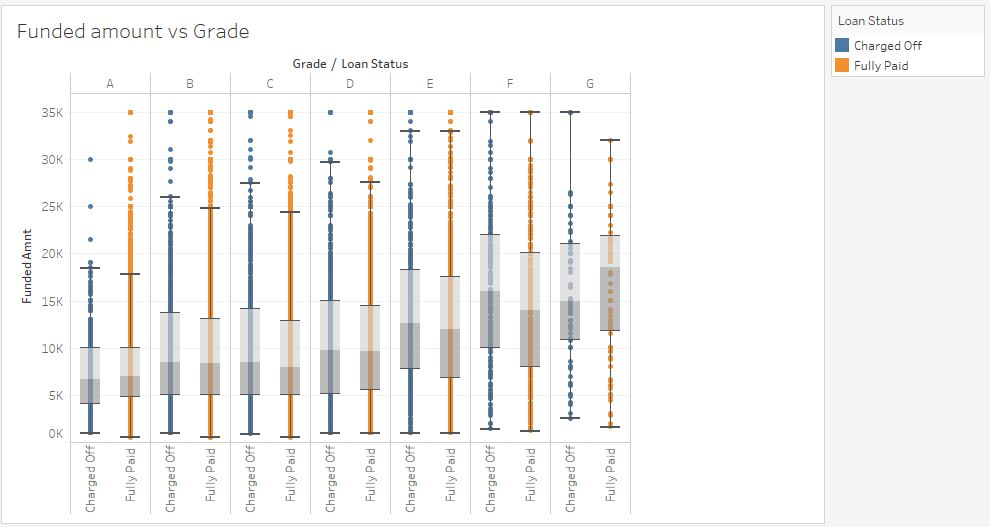 Funded amount vs Grade
Grade / Loan Status
A B C D E F G
35K
30K
25K
20K
15K
10K
5K
0K
Funded Amnt
Charged Off
Fully Paid
Charged Off
Fully Paid
Charged Off
Fully Paid
Charged Off
Fully Paid
Charged Off
Fully Paid
Charged Off
Fully Paid
Charged Off
Fully Paid
Loan Status
Charged Off
Fully Paid